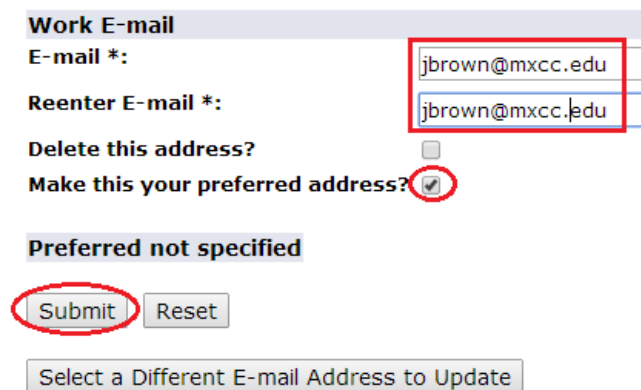 Work E-mail
E-mail *: jbrown@mxcc.edu
Reenter E-mail *: jbrown@mxcc.edu
Delete this address?
Make this your preferred address?
Preferred not specified
Submit Reset
Select a Different E-mail Address to Update